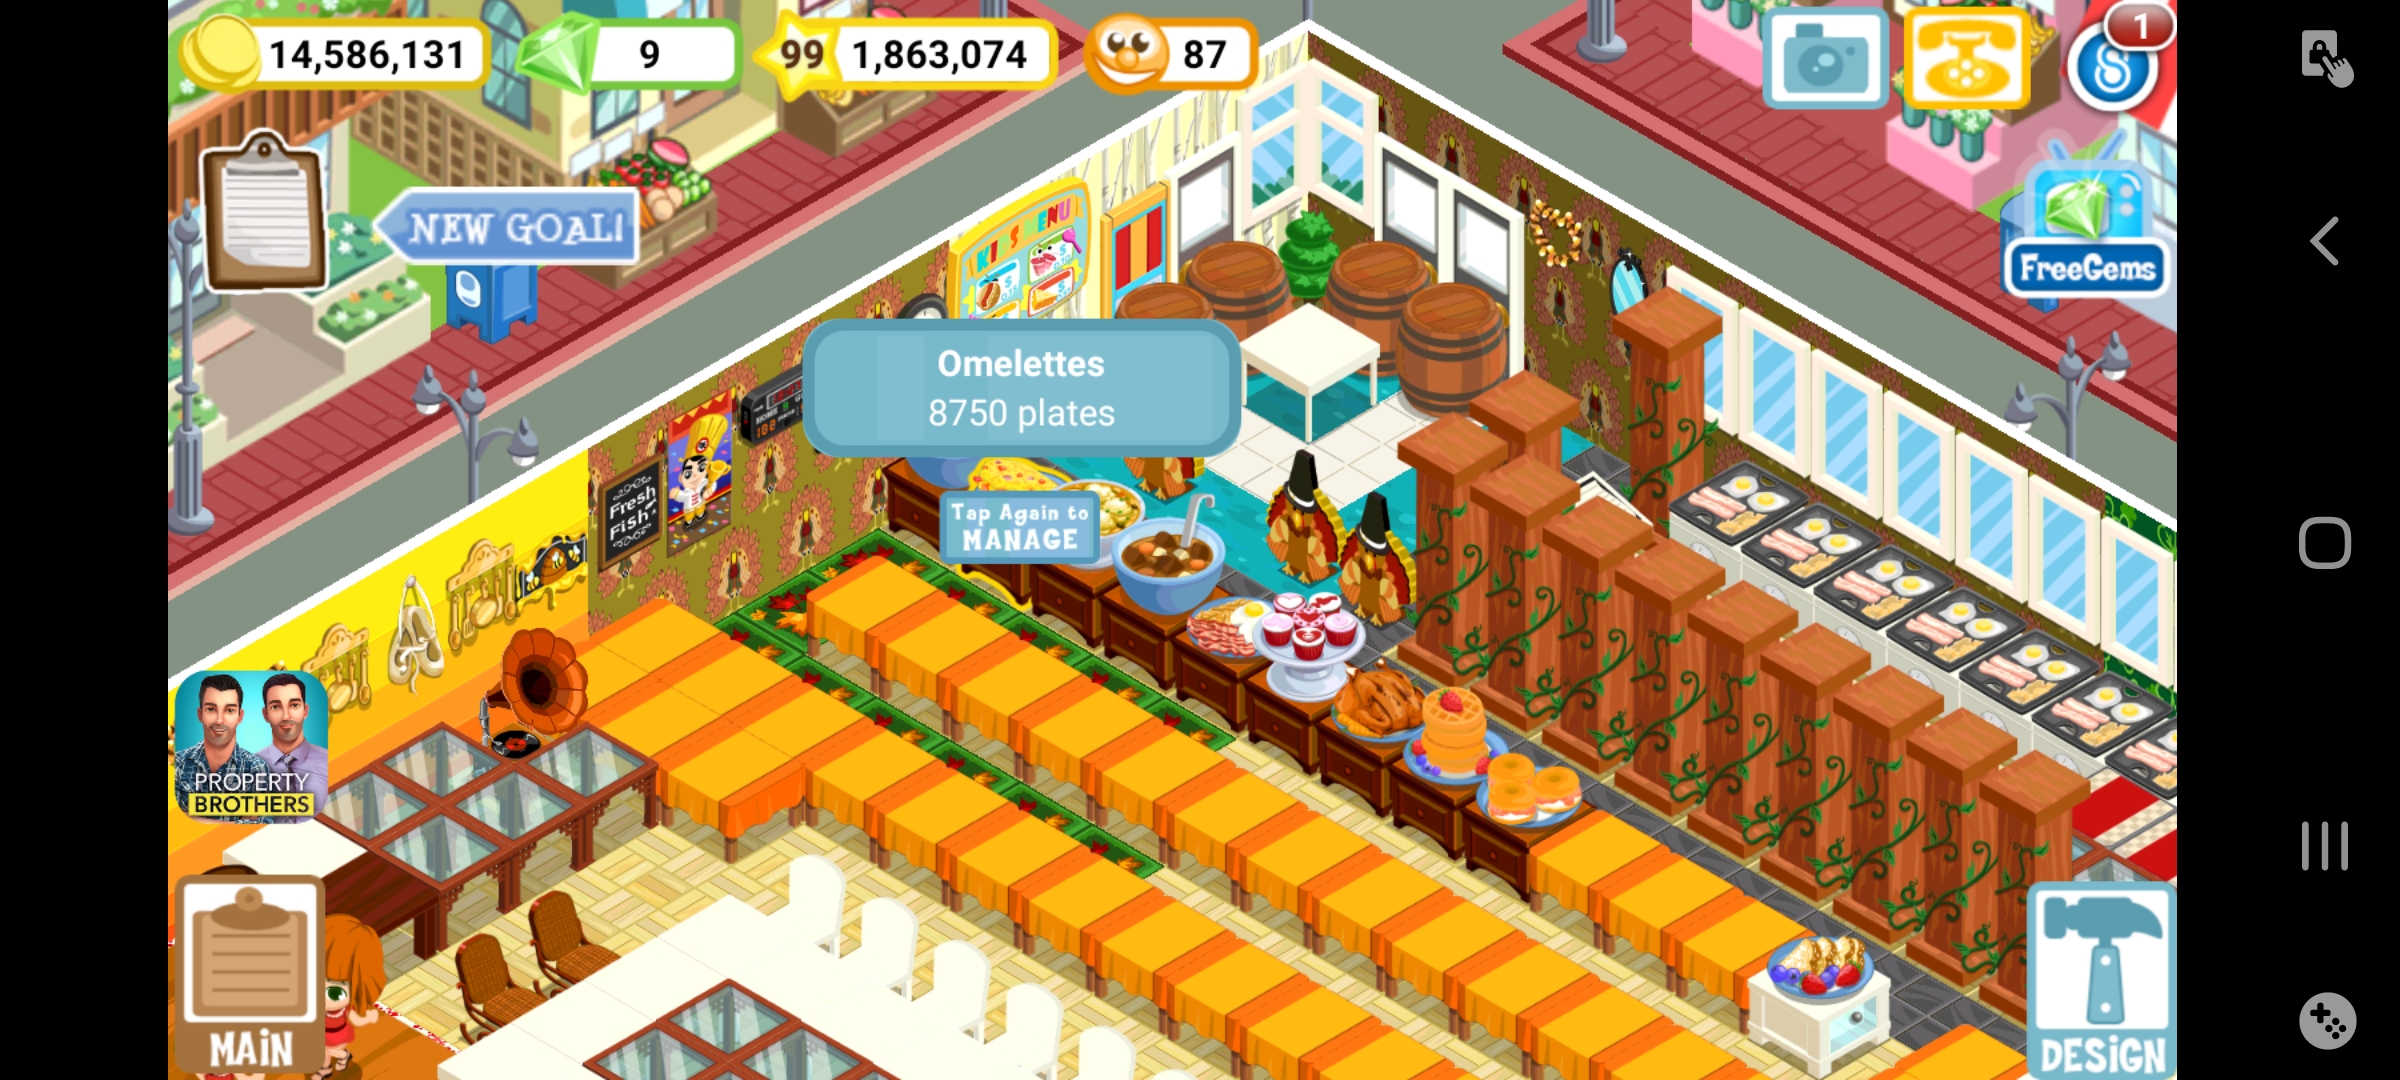 14,586,131
9
99
1,863,074
87
1
NEW GOAL!
KIDS MENU
FreeGems
Omelettes
8750 plates
Fresh
Fish
Tap Again to
MANAGE
PROPERTY
BROTHERS
MAIN
DESIGN